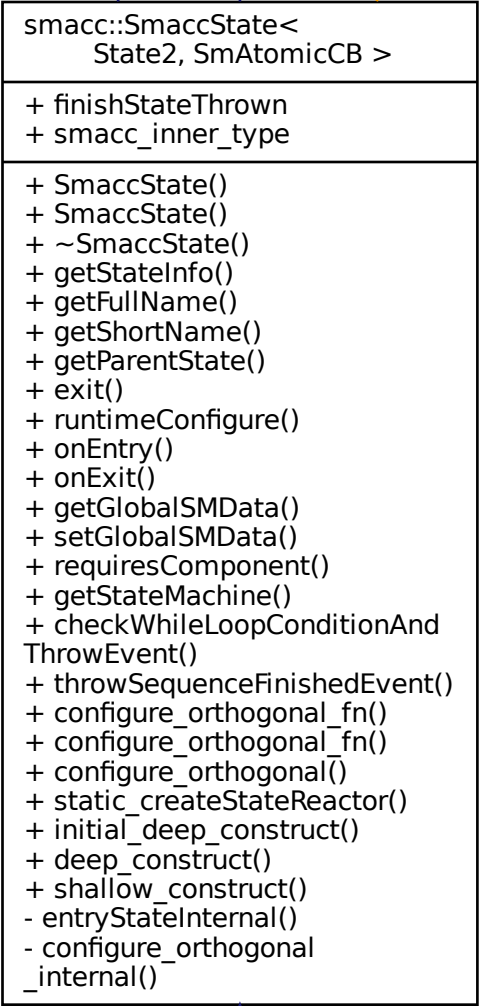 smacc::SmaccState<
State2, SmAtomicCB >
+ finishStateThrown
+ smacc_inner_type
+ SmaccState()
+ SmaccState()
+ ~SmaccState()
+ getStateInfo()
+ getFullName()
+ getShortName()
+ getParentState()
+ exit()
+ runtimeConfigure()
+ onEntry()
+ onExit()
+ getGlobalSMData()
+ setGlobalSMData()
+ requiresComponent()
+ getStateMachine()
+ checkWhileLoopConditionAnd
ThrowEvent()
+ throwSequenceFinishedEvent()
+ configure_orthogonal_fn()
+ configure_orthogonal_fn()
+ configure_orthogonal()
+ static_createStateReactor()
+ initial_deep_construct()
+ deep_construct()
+ shallow_construct()
- entryStateInternal()
- configure_orthogonal
_internal()